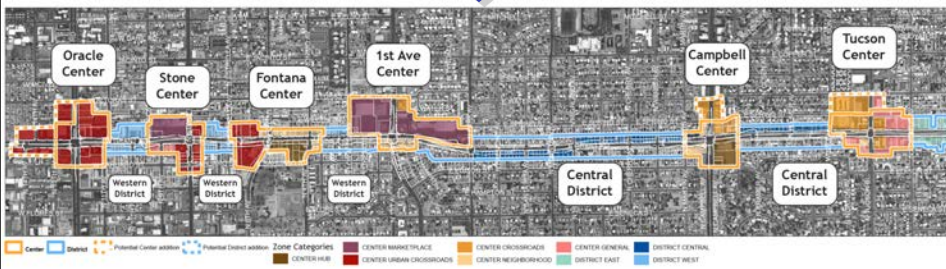 Oracle
Center
Stone
Center
Fontana
Center
1st Ave
Center
Campbell
Center
Tucson
Center
Western
District
Western
District
Western
District
Central
District
Central
District
Center
District
Potential Center addition
Potential District addition
Zone Categories
CENTER HUB
CENTER MARKETPLACE
CENTER URBAN CROSSROADS
CENTER CROSSROADS
CENTER NEIGHBORHOOD
CENTER GENERAL
DISTRICT EAST
DISTRICT CENTRAL
DISTRICT WEST